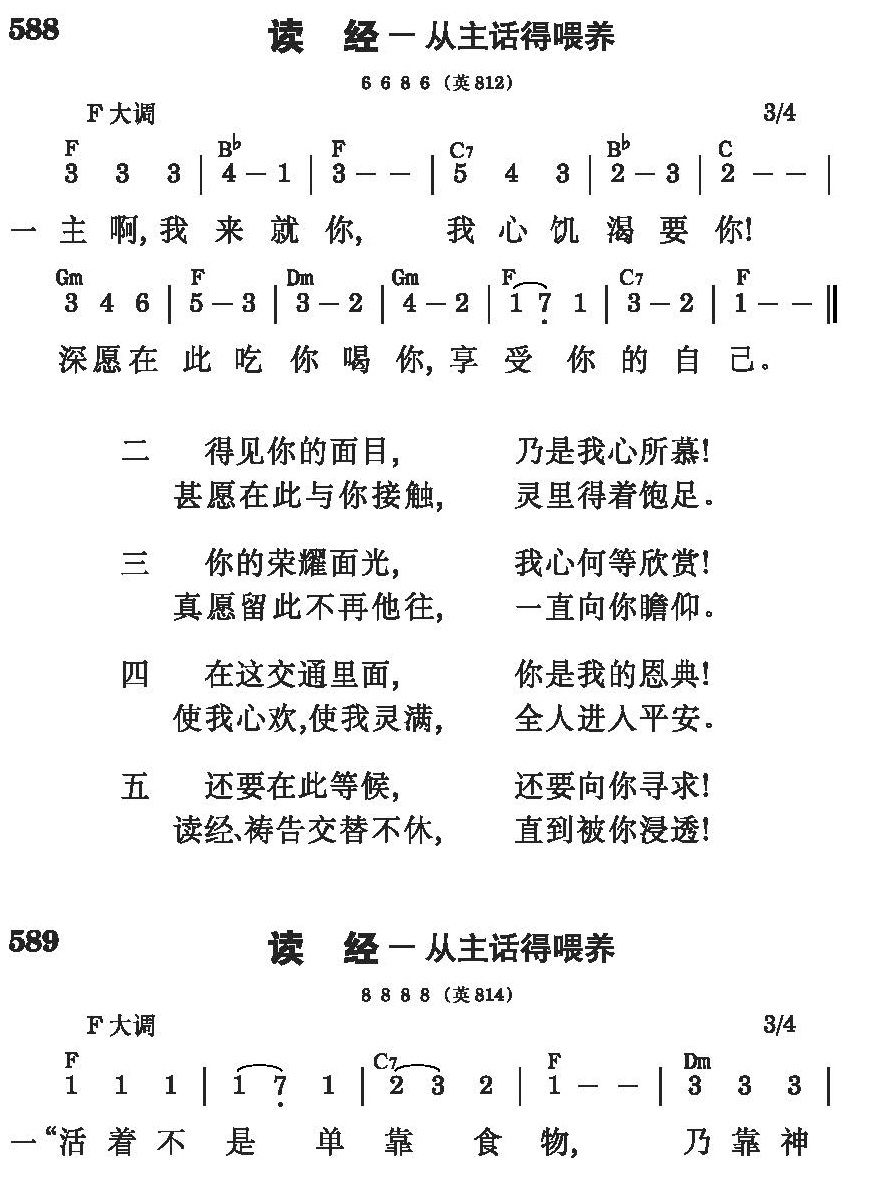 588
读 经 — 从主话得喂养
6 6 8 6 (英812)
F大调 3/4
F B♭ F C7 B♭ C
3 3 3 | 4 – 1 | 3 – – | 5 4 3 | 2 – 3 | 2 – – |
一 主 啊, 我 来 就 你, 我 心 饥 渴 要 你!
Gm F Dm Gm F C7 F
3 4 6 | 5 – 3 | 3 – 2 | 4 – 2 | 1 7̣ 1 | 3 – 2 | 1 – – ‖
深 愿 在 此 吃 你 喝 你, 享 受 你 的 自 己。
二 得见你的面目, 乃是我心所慕!
甚愿在此与你接触, 灵里得着饱足。
三 你的荣耀面光, 我心何等欣赏!
真愿留此不再他往, 一直向你瞻仰。
四 在这交通里面, 你是我的恩典!
使我心欢,使我灵满, 全人进入平安。
五 还要在此等候, 还要向你寻求!
读经、祷告交替不休, 直到被你浸透!
589
读 经 — 从主话得喂养
8 8 8 8 (英814)
F大调 3/4
F C7 F Dm
1 1 1 | 1 7̣ 1 | 2 3 2 | 1 – – | 3 3 3 |
一 “活 着 不 是 单 靠 食 物, 乃 靠 神